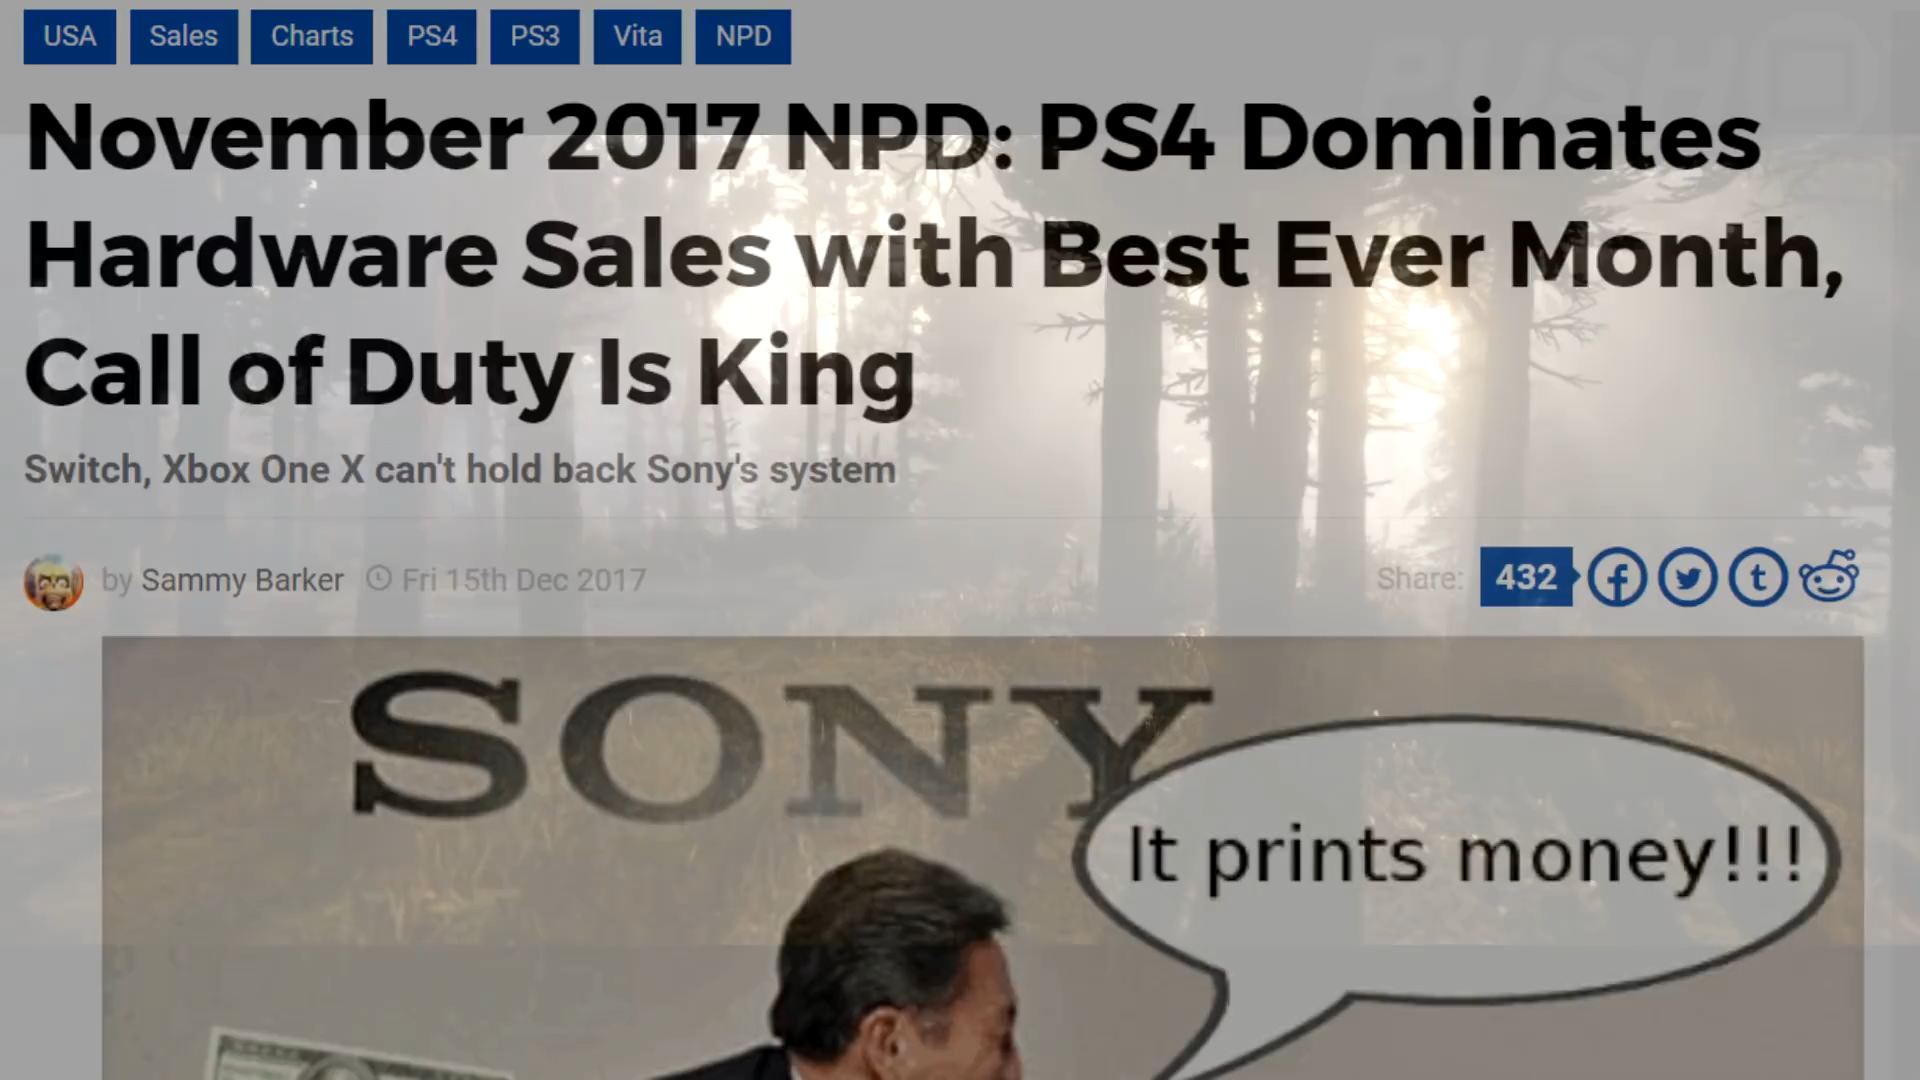 USA Sales Charts PS4 PS3 Vita NPD
PUSH
November 2017 NPD: PS4 Dominates
Hardware Sales with Best Ever Month,
Call of Duty Is King
Switch, Xbox One X can't hold back Sony's system
by Sammy Barker Fri 15th Dec 2017
Share: 432
SONY
It prints money!!!